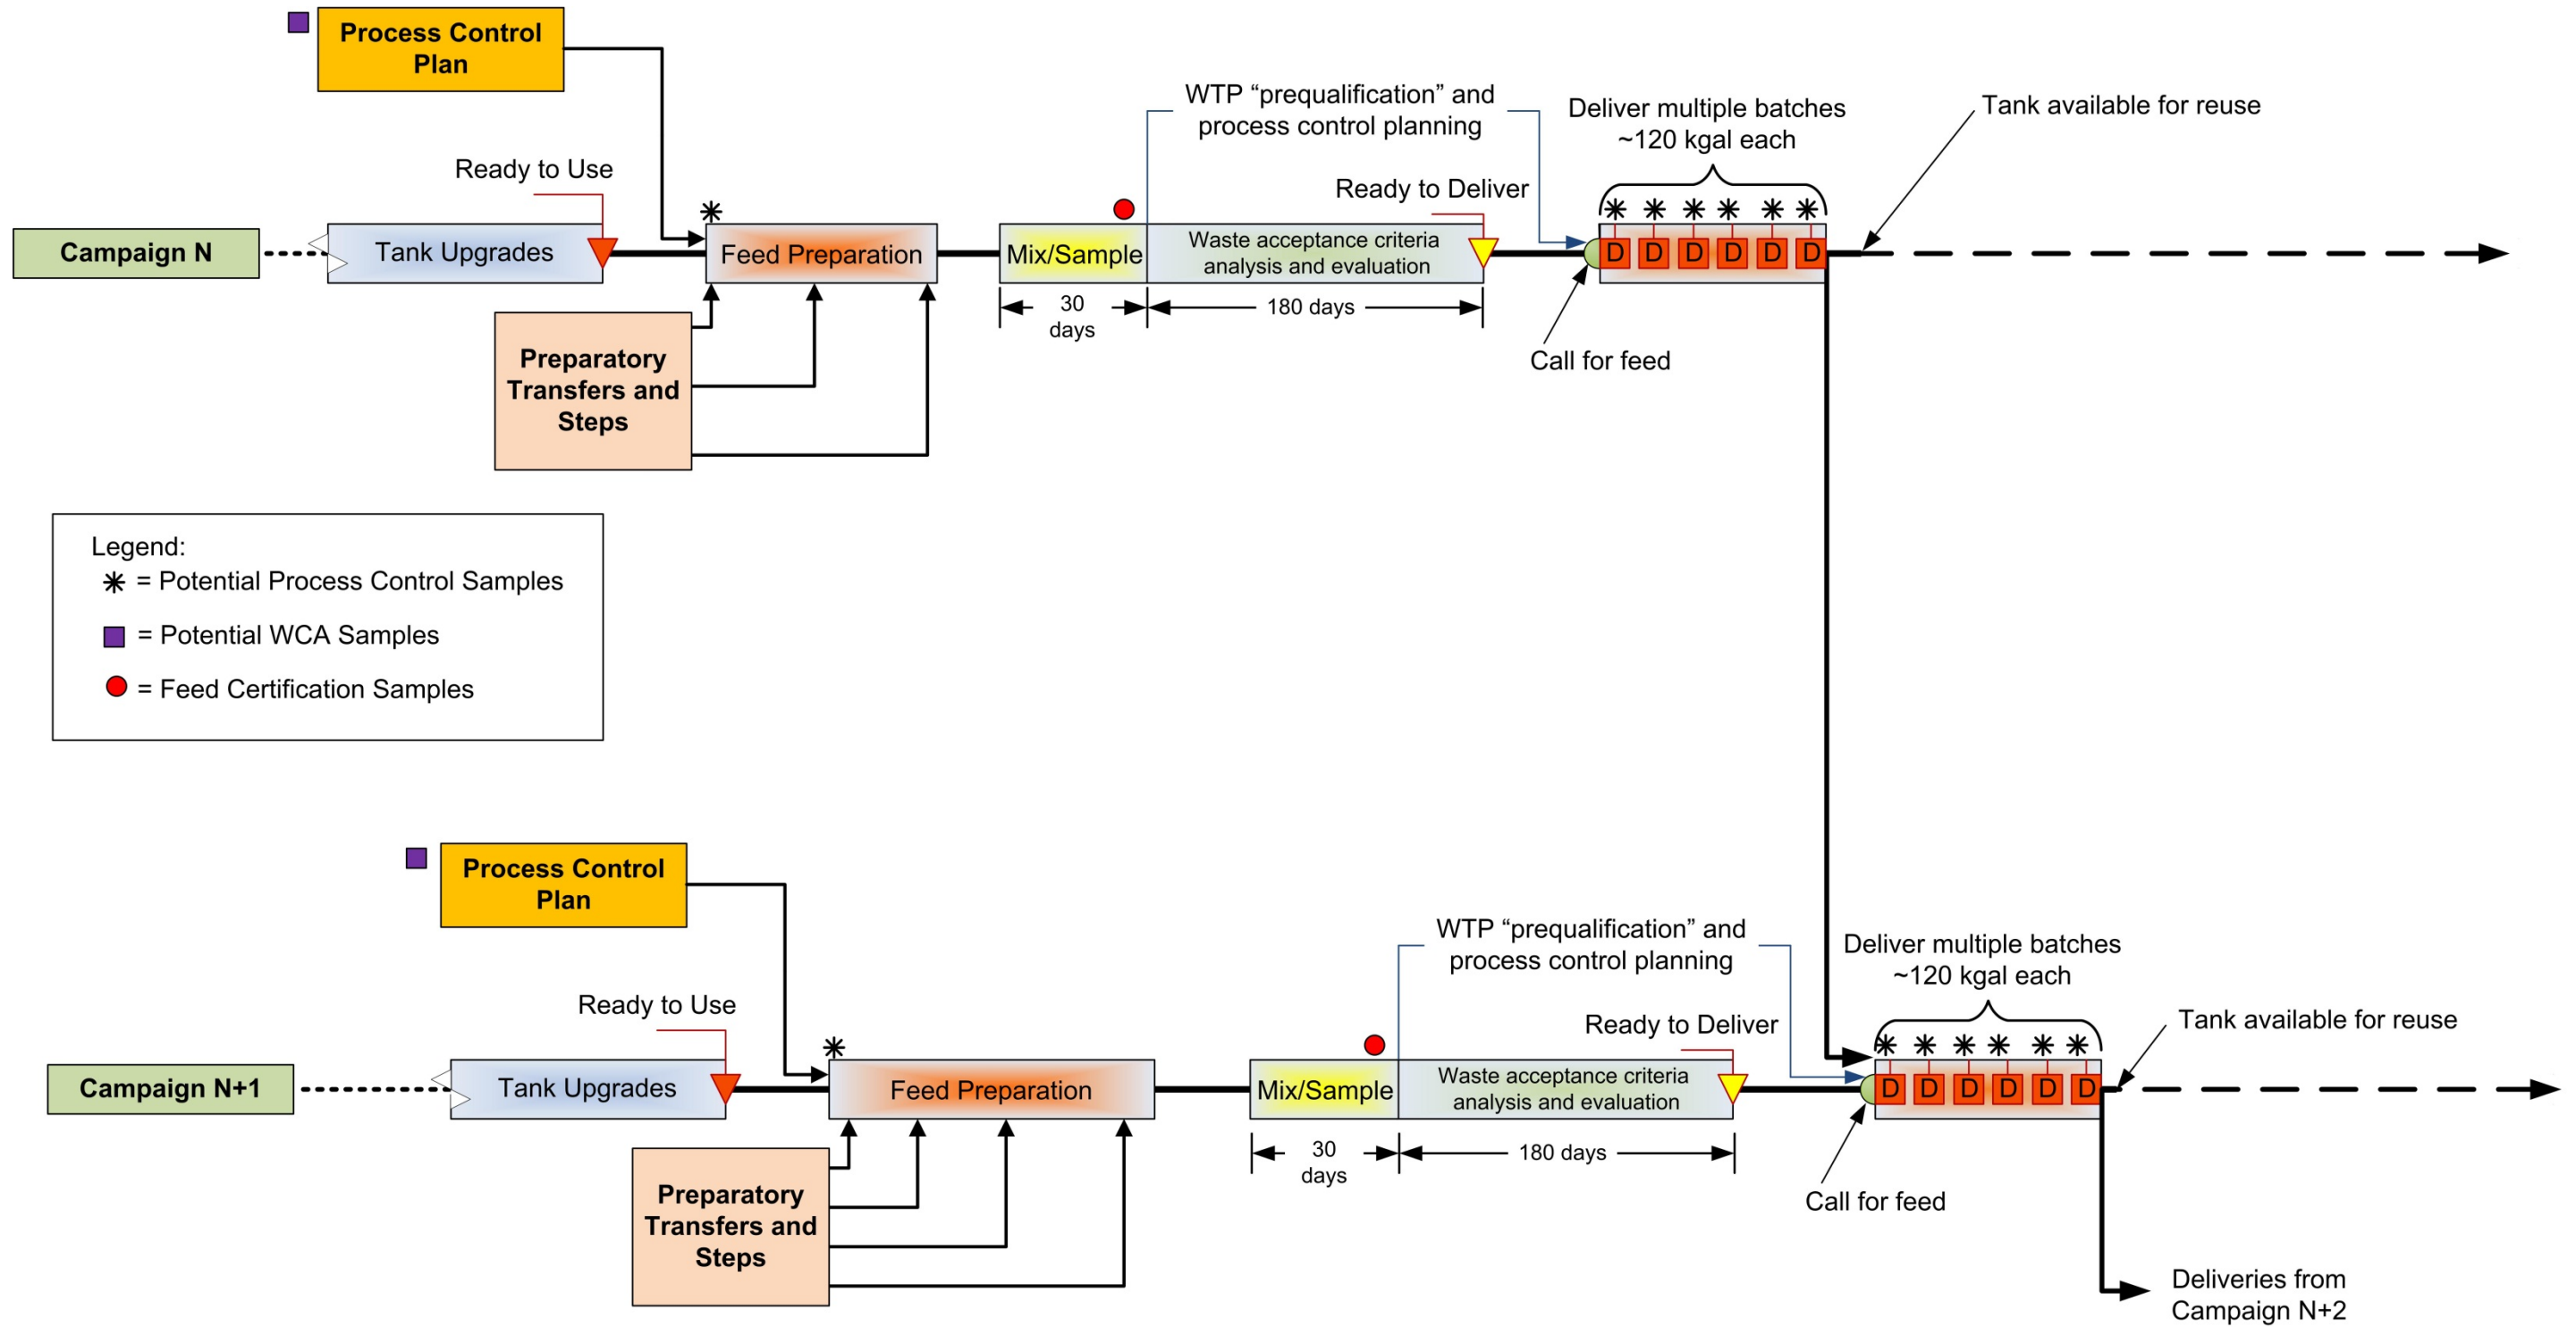 Process Control
Plan
WTP “prequalification” and
process control planning
Deliver multiple batches
~120 kgal each
Tank available for reuse
Ready to Use
Ready to Deliver
Campaign N
Tank Upgrades
Feed Preparation
Mix/Sample
Waste acceptance criteria
analysis and evaluation
D D D D D D
30
days
180 days
Call for feed
Preparatory
Transfers and
Steps
Legend:
= Potential Process Control Samples
= Potential WCA Samples
= Feed Certification Samples
Process Control
Plan
WTP “prequalification” and
process control planning
Deliver multiple batches
~120 kgal each
Tank available for reuse
Ready to Use
Ready to Deliver
Campaign N+1
Tank Upgrades
Feed Preparation
Mix/Sample
Waste acceptance criteria
analysis and evaluation
D D D D D D
30
days
180 days
Call for feed
Preparatory
Transfers and
Steps
Deliveries from
Campaign N+2